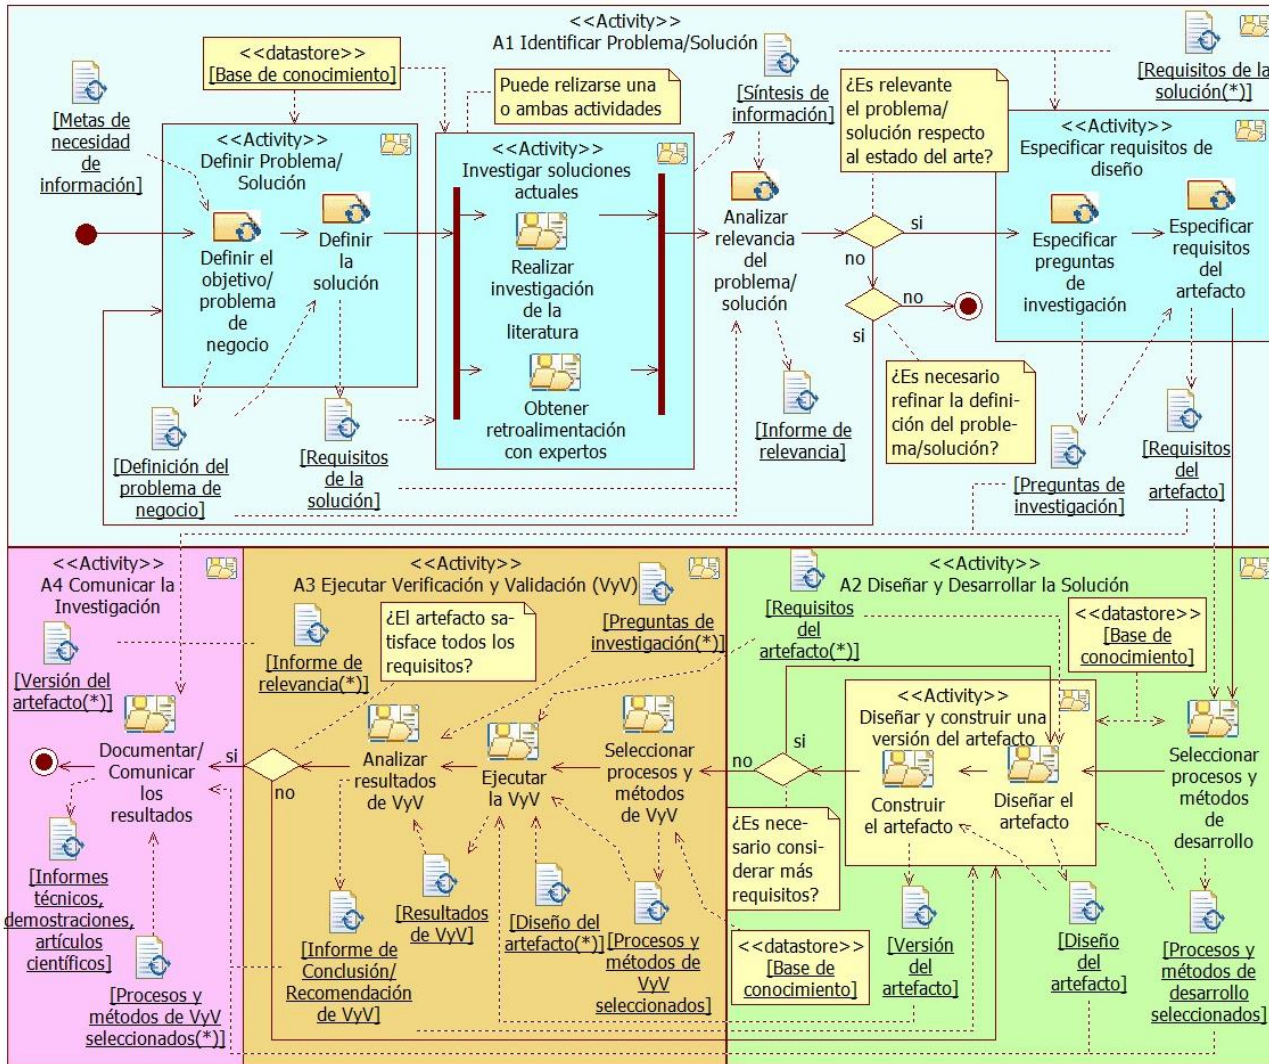 <<Activity>>
A1 Identificar Problema/Solución
<<datastore>>
[Base de conocimiento]
[Metas de
necesidad
de
información]
Puede relizarse una
o ambas actividades
[Síntesis de
información]
¿Es relevante
el problema/
solución respecto
al estado del arte?
[Requisitos de la
solución(*)]
<<Activity>>
Definir Problema/
Solución
Definir el
objetivo/
problema
de
negocio
Definir
la
solución
<<Activity>>
Investigar soluciones
actuales
Realizar
investigación
de la
literatura
Obtener
retroalimentación
con expertos
Analizar
relevancia
del
problema/
solución
si
no
no
si
<<Activity>>
Especificar requisitos de
diseño
Especificar
preguntas
de
investigación
Especificar
requisitos
del
artefacto
¿Es necesario
refinar la defini-
ción del proble-
ma/solución?
[Definición del
problema de
negocio]
[Requisitos
de la
solución]
[Informe de
relevancia]
[Preguntas de
investigación]
[Requisitos
del
artefacto]
<<Activity>>
A4 Comunicar la
Investigación
[Versión del
artefacto(*)]
Documentar/
Comunicar
los
resultados
[Informes
técnicos,
demostraciones,
artículos
científicos]
[Procesos y
métodos de VyV
seleccionados(*)]
<<Activity>>
A3 Ejecutar Verificación y Validación (VyV)
[Informe de
relevancia(*)]
¿El artefacto sa-
tisface todos los
requisitos?
[Preguntas de
investigación(*)]
si
no
Analizar
resultados
de VyV
Ejecutar
la VyV
Seleccionar
procesos y
métodos
de VyV
[Informe de
Conclusión/
Recomendación
de VyV]
[Resultados
de VyV]
[Diseño del
artefacto(*)]
[Procesos y
métodos de
VyV
seleccionados]
<<Activity>>
A2 Diseñar y Desarrollar la Solución
[Requisitos
del
artefacto(*)]
<<datastore>>
[Base de
conocimiento]
<<Activity>>
Diseñar y construir una
versión del artefacto
Construir
el artefacto
Diseñar el
artefacto
Seleccionar
procesos y
métodos
de
desarrollo
si
no
¿Es nece-
sario consi-
derar más
requisitos?
<<datastore>>
[Base de
conocimiento]
[Versión
del
artefacto]
[Diseño
del
artefacto]
[Procesos y
métodos de
desarrollo
seleccionados]